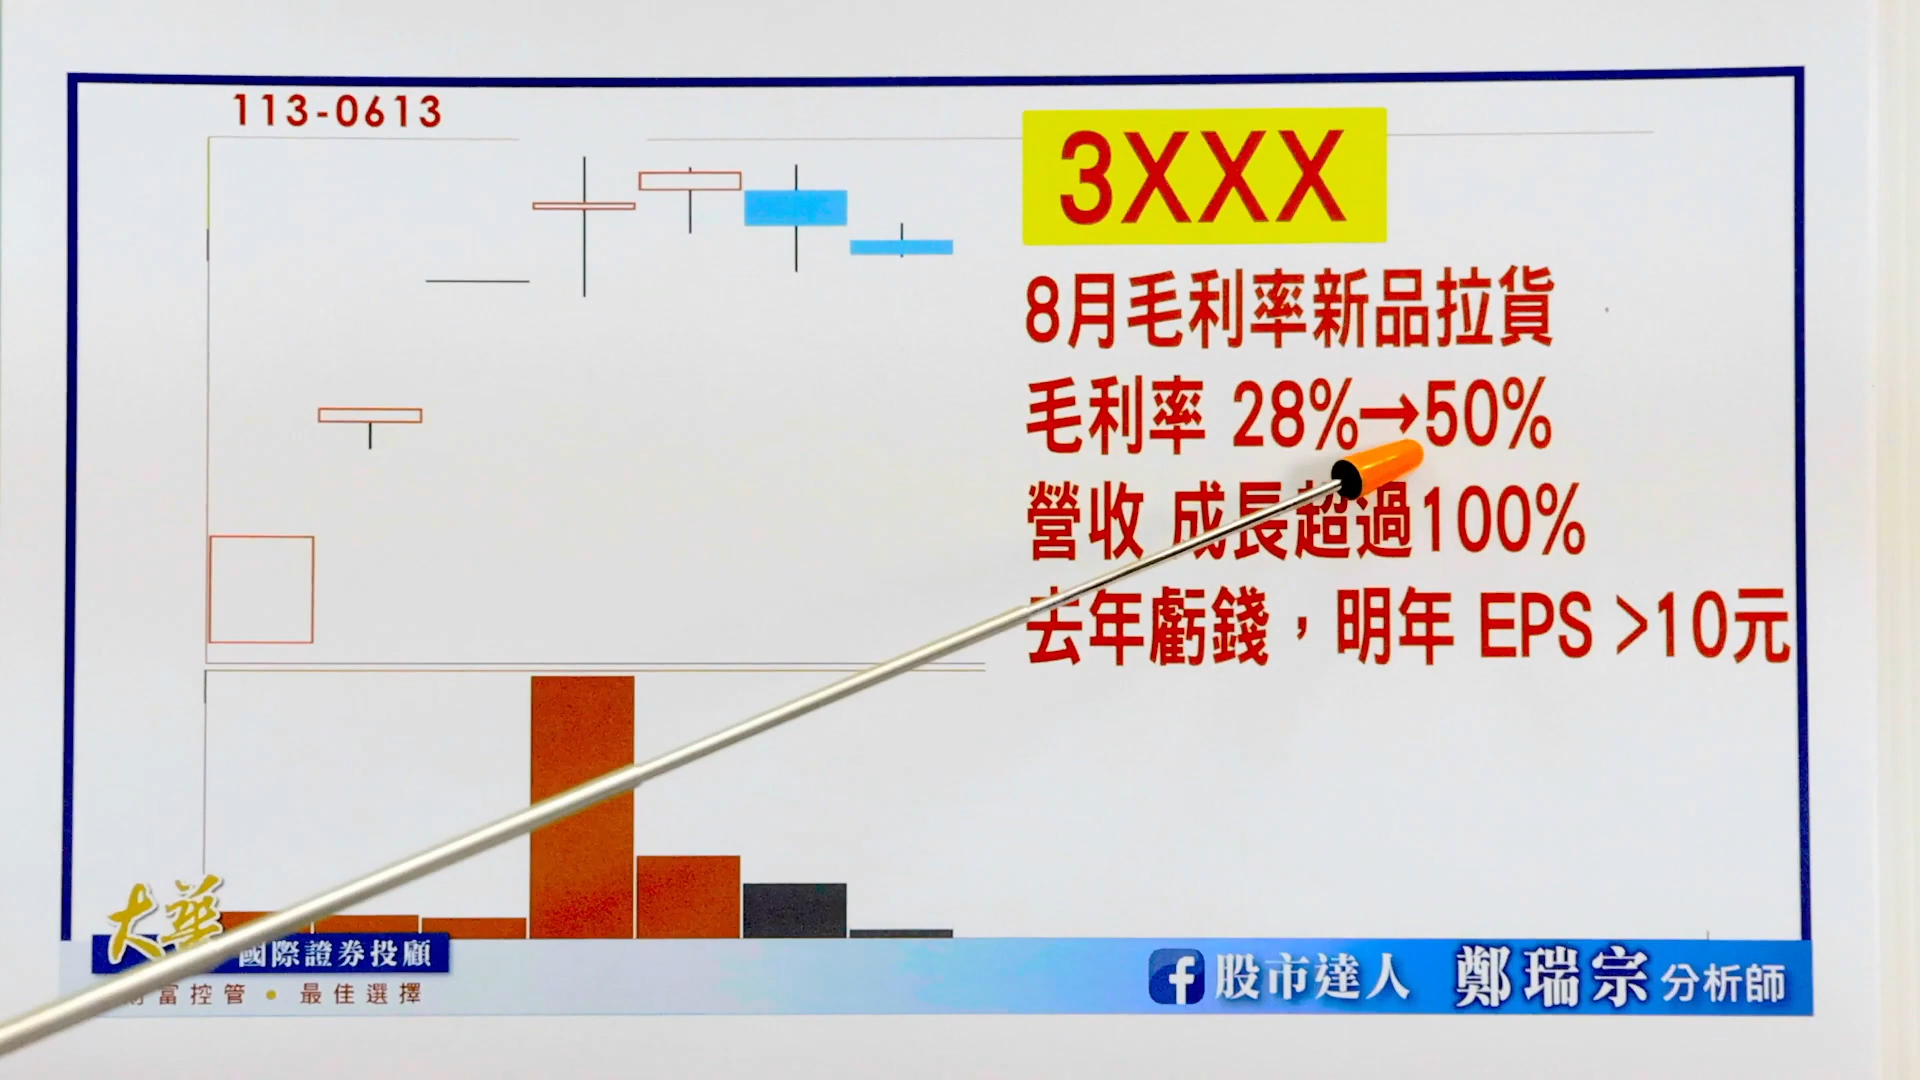 113-0613
3XXX
8月毛利率新品拉貨
毛利率 28%→50%
營收 成長超過100%
去年虧錢，明年 EPS >10元
大華
國際證券投顧
富控管•最佳選擇
f 股市達人 鄭瑞宗 分析師